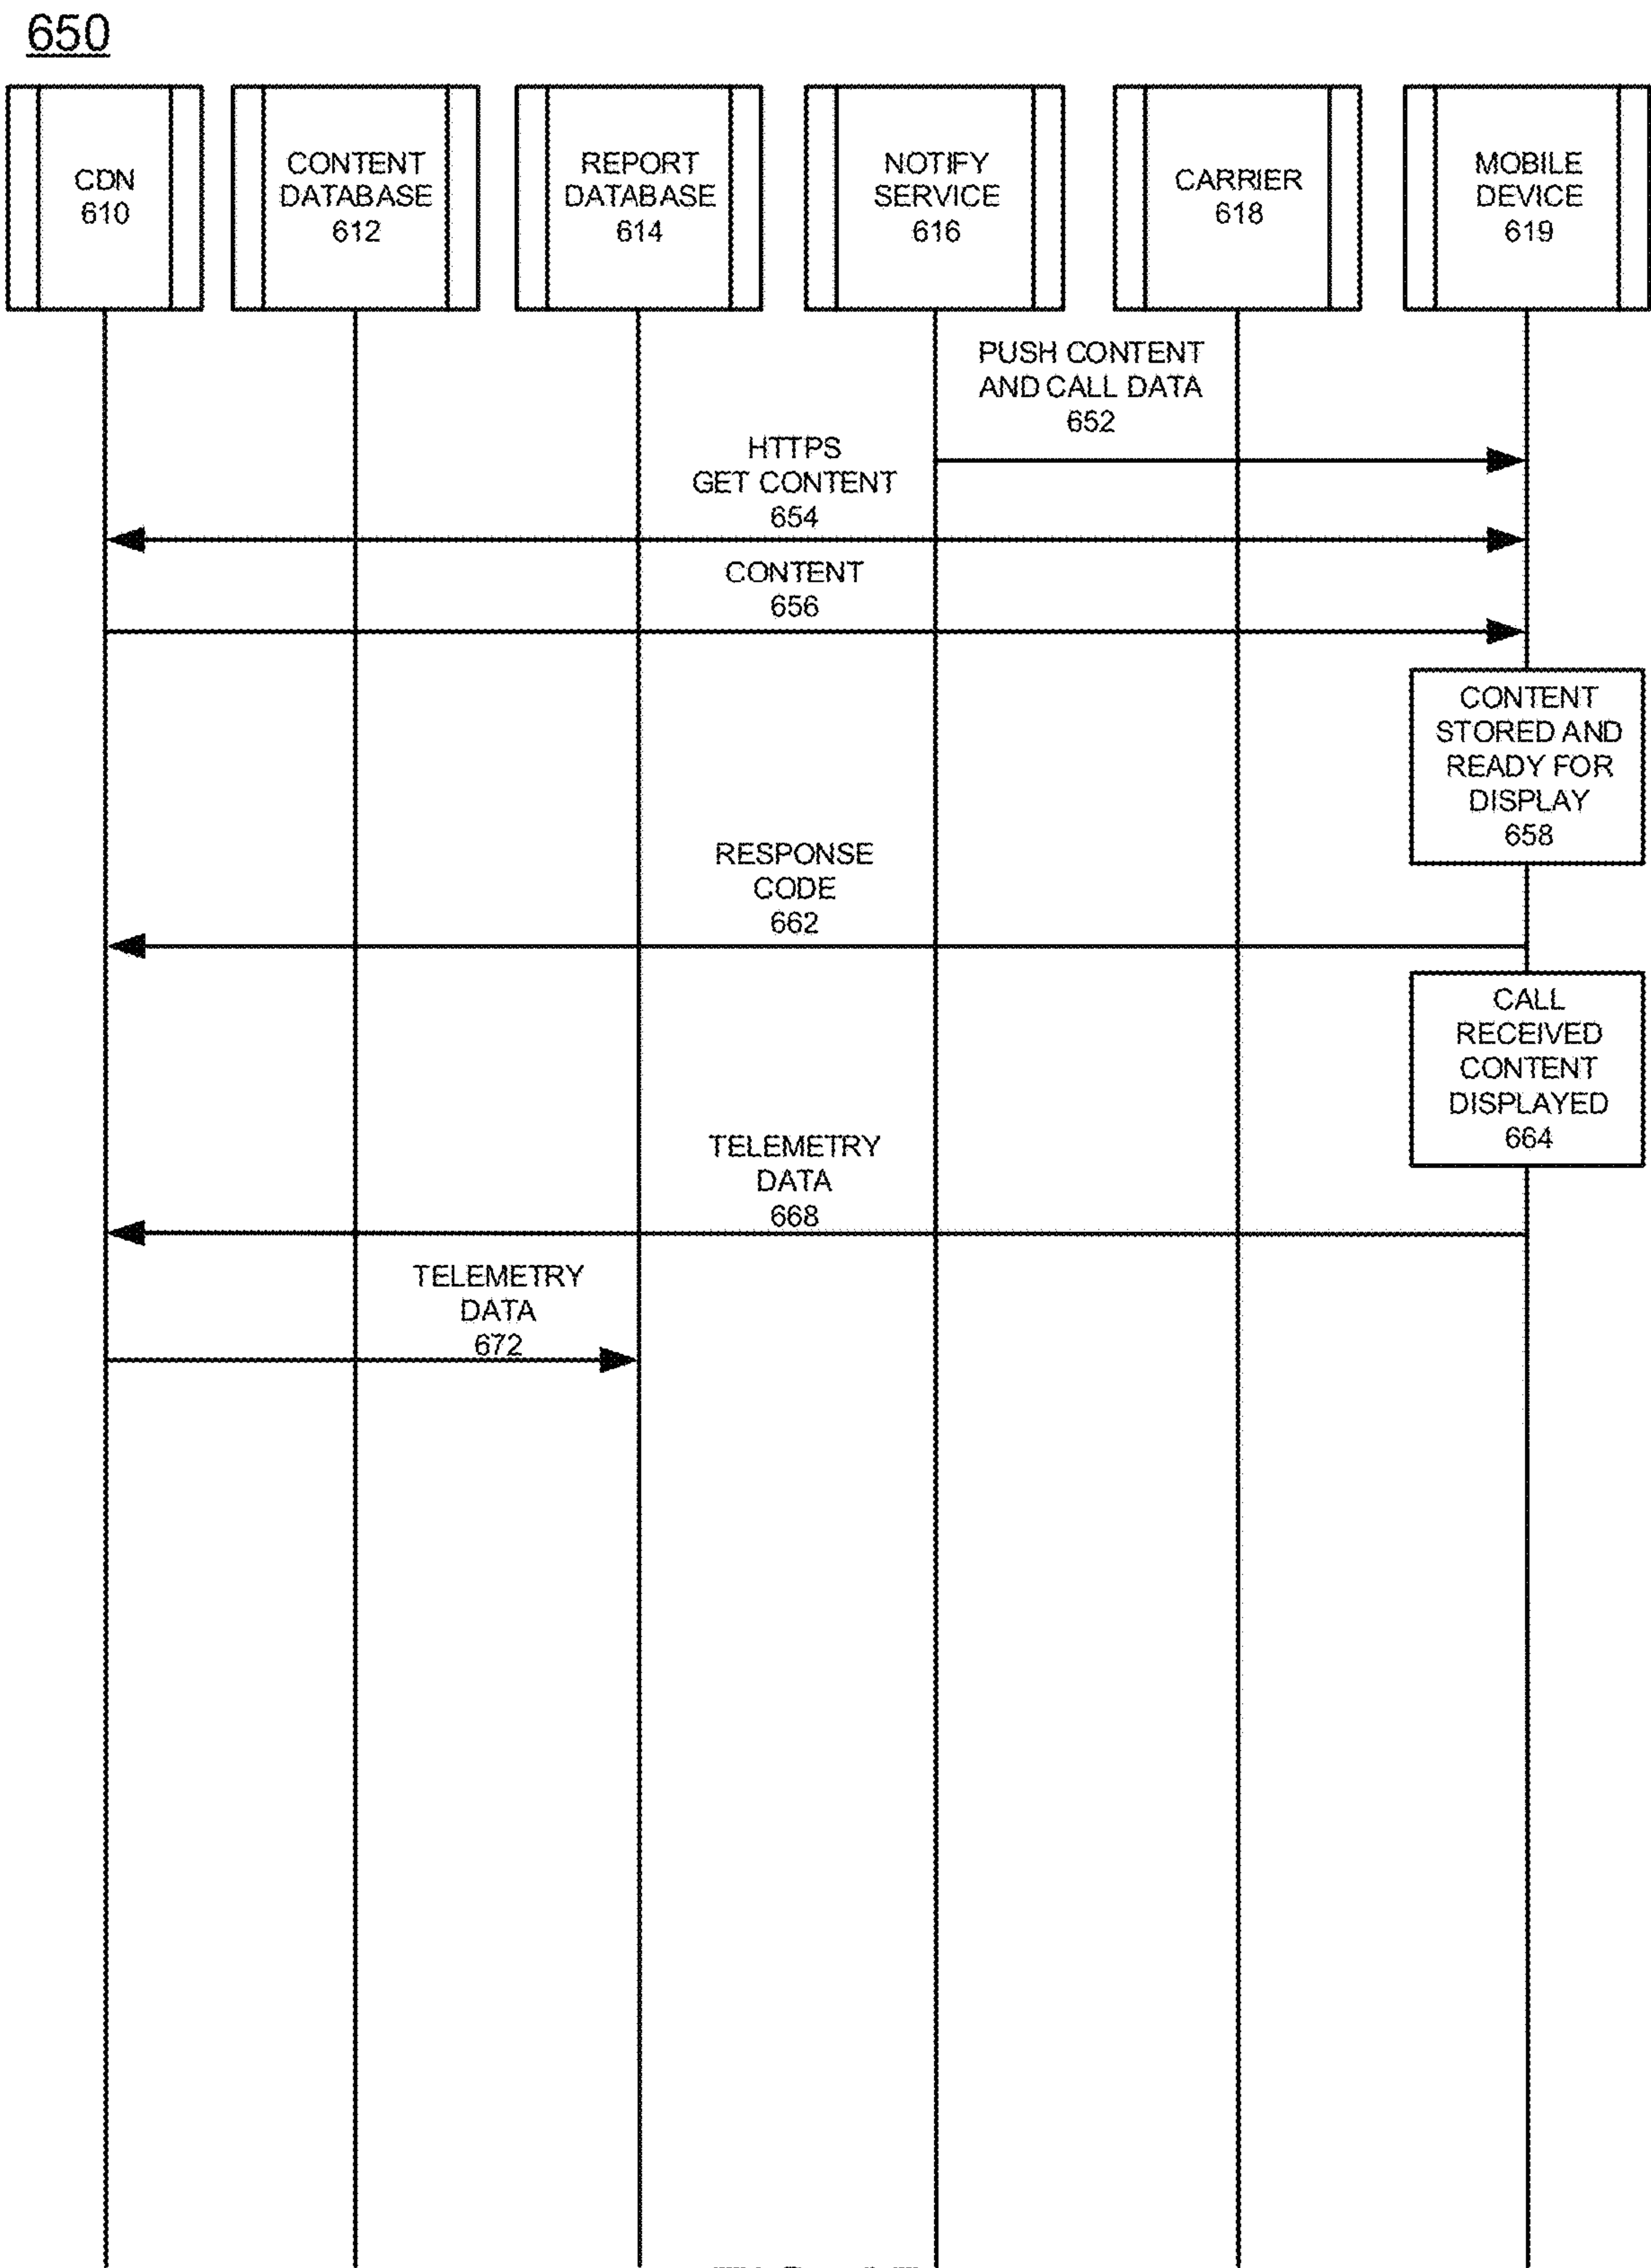 650
CDN
610
CONTENT
DATABASE
612
REPORT
DATABASE
614
NOTIFY
SERVICE
616
CARRIER
618
MOBILE
DEVICE
619
PUSH CONTENT
AND CALL DATA
652
HTTPS
GET CONTENT
654
CONTENT
656
CONTENT
STORED AND
READY FOR
DISPLAY
658
RESPONSE
CODE
662
CALL
RECEIVED
CONTENT
DISPLAYED
664
TELEMETRY
DATA
668
TELEMETRY
DATA
672